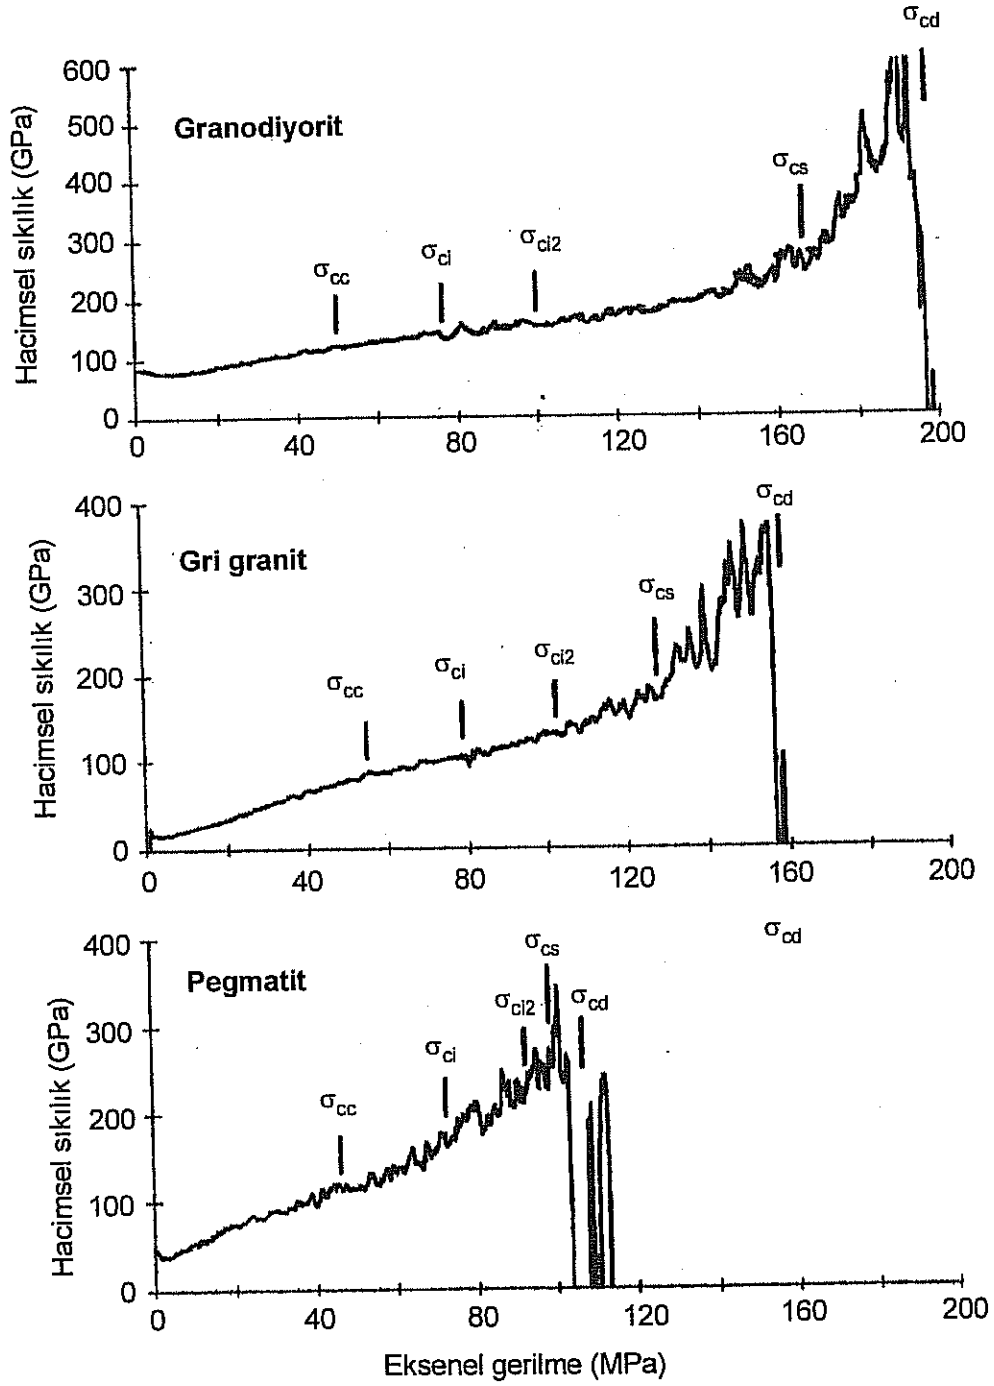 σcd
600
500
400
300
200
100
0
Hacimsel sıkılık (GPa)
Granodiyorit
σcc
σci
σci2
σcs
0 40 80 120 160 200
400
300
200
100
0
Hacimsel sıkılık (GPa)
Gri granit
σcc
σci
σci2
σcs
σcd
0 40 80 120 160 200
400
300
200
100
0
Hacimsel sıkılık (GPa)
Pegmatit
σcc
σci
σci2
σcs
σcd
σcd
0 40 80 120 160 200
Eksenel gerilme (MPa)